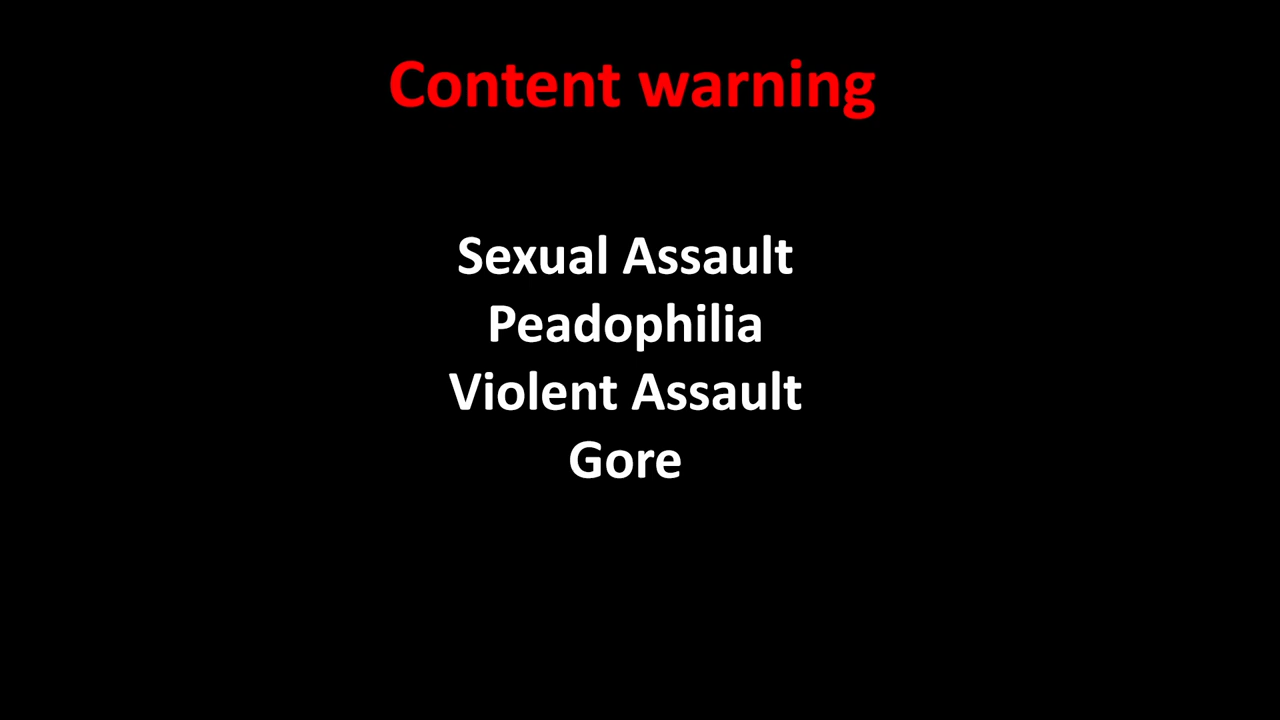 Content warning
Sexual Assault
Peadophilia
Violent Assault
Gore